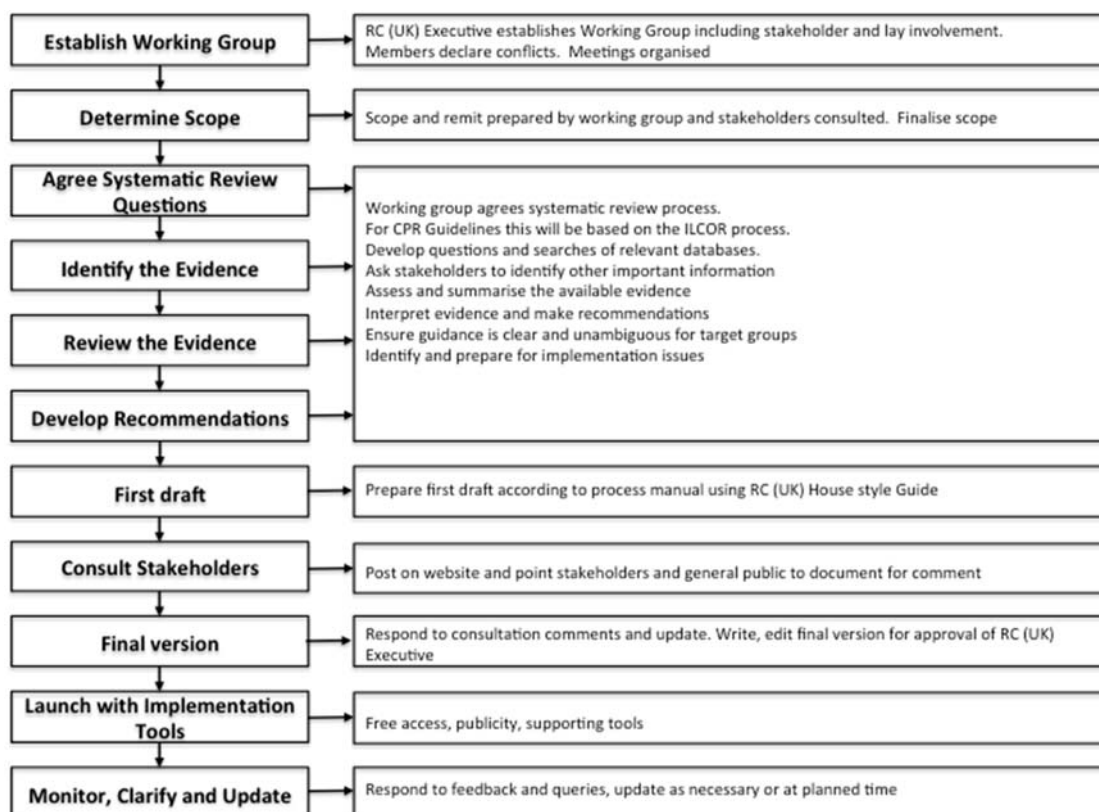 Establish Working Group
RC (UK) Executive establishes Working Group including stakeholder and lay involvement.
Members declare conflicts.  Meetings organised
Determine Scope
Scope and remit prepared by working group and stakeholders consulted.  Finalise scope
Agree Systematic Review
Questions
Identify the Evidence
Review the Evidence
Develop Recommendations
Working group agrees systematic review process.
For CPR Guidelines this will be based on the ILCOR process.
Develop questions and searches of relevant databases.
Ask stakeholders to identify other important information
Assess and summarise the available evidence
Interpret evidence and make recommendations
Ensure guidance is clear and unambiguous for target groups
Identify and prepare for implementation issues
First draft
Prepare first draft according to process manual using RC (UK) House style Guide
Consult Stakeholders
Post on website and point stakeholders and general public to document for comment
Final version
Respond to consultation comments and update. Write, edit final version for approval of RC (UK)
Executive
Launch with Implementation
Tools
Free access, publicity, supporting tools
Monitor, Clarify and Update
Respond to feedback and queries, update as necessary or at planned time